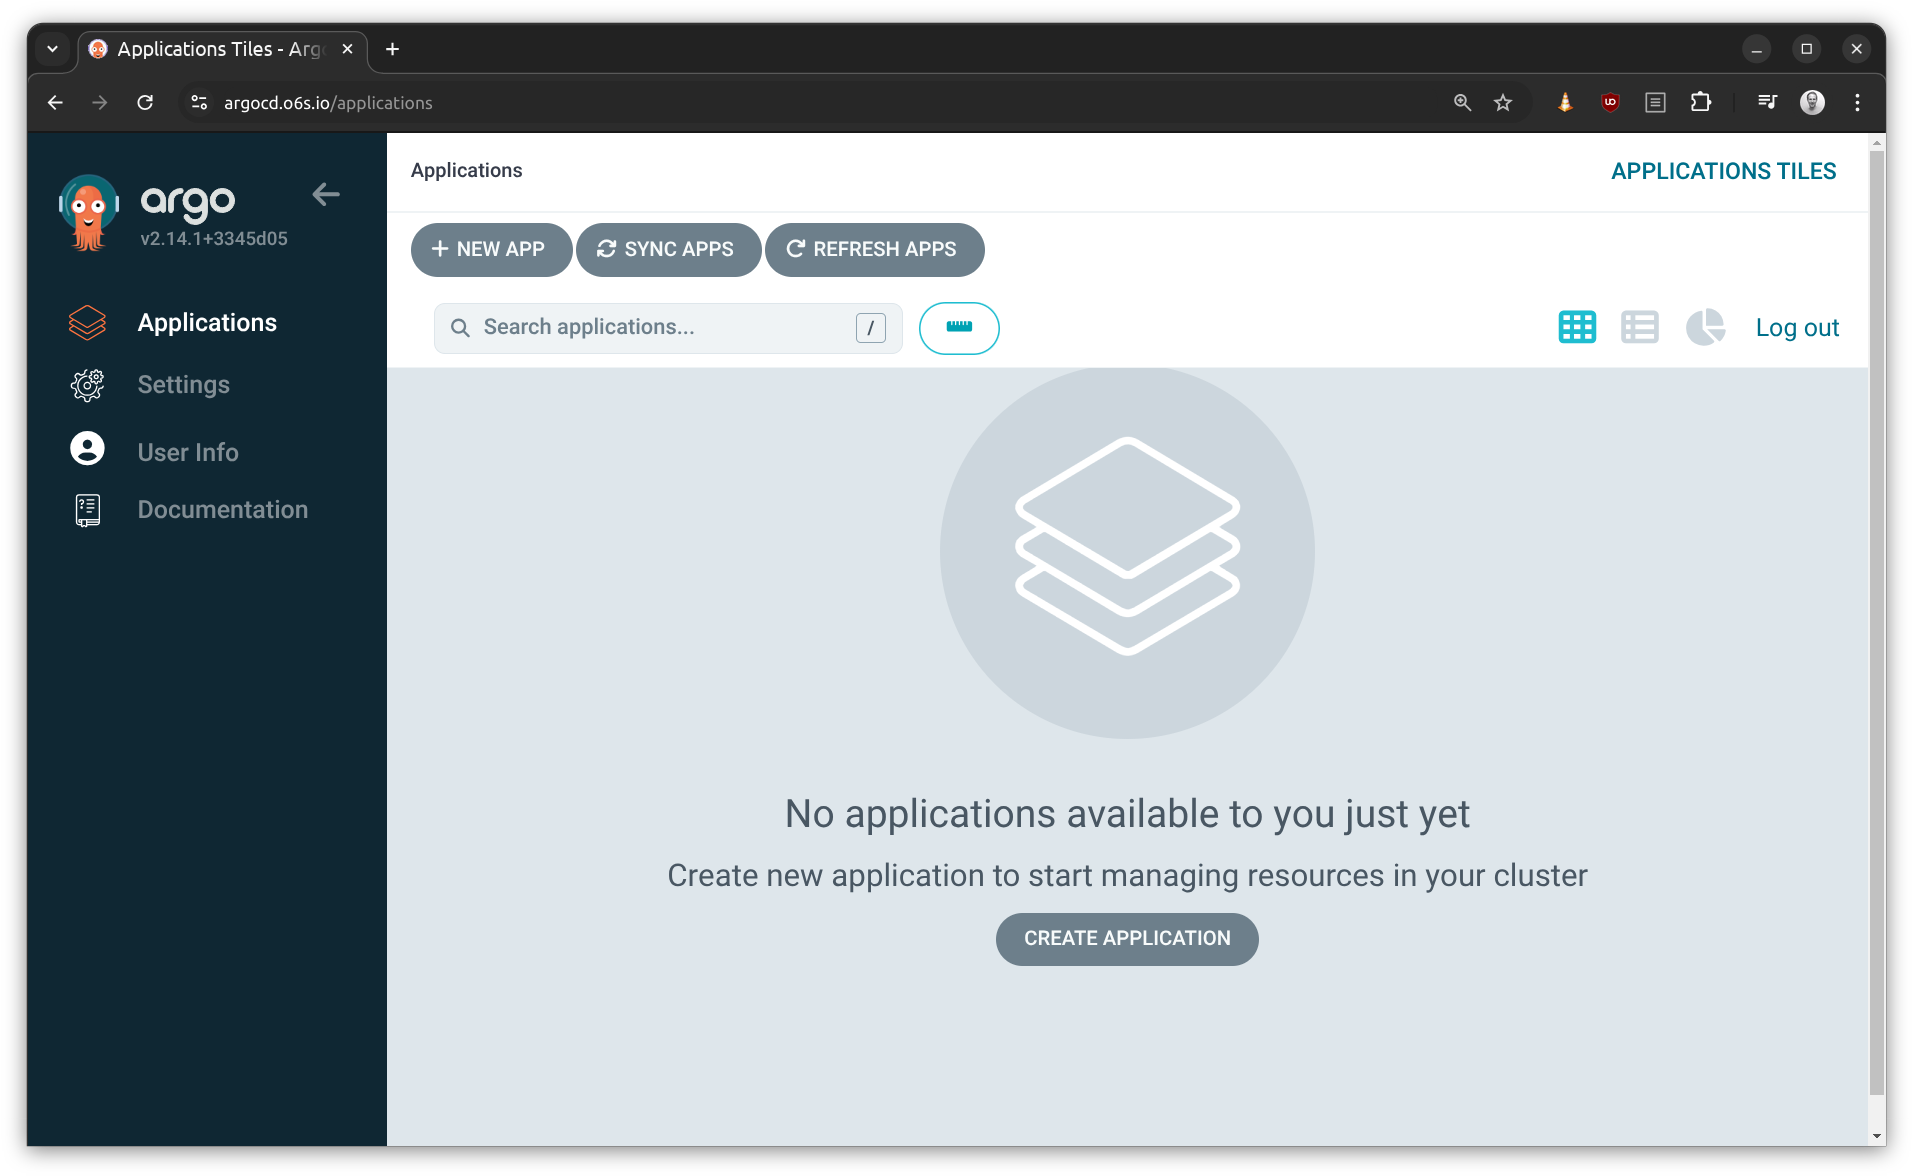 Applications Tiles - Argo
argocd.o6s.io/applications
argo
v2.14.1+3345d05
Applications
Settings
User Info
Documentation
Applications
APPLICATIONS TILES
NEW APP
SYNC APPS
REFRESH APPS
Search applications...
/
Log out
No applications available to you just yet
Create new application to start managing resources in your cluster
CREATE APPLICATION